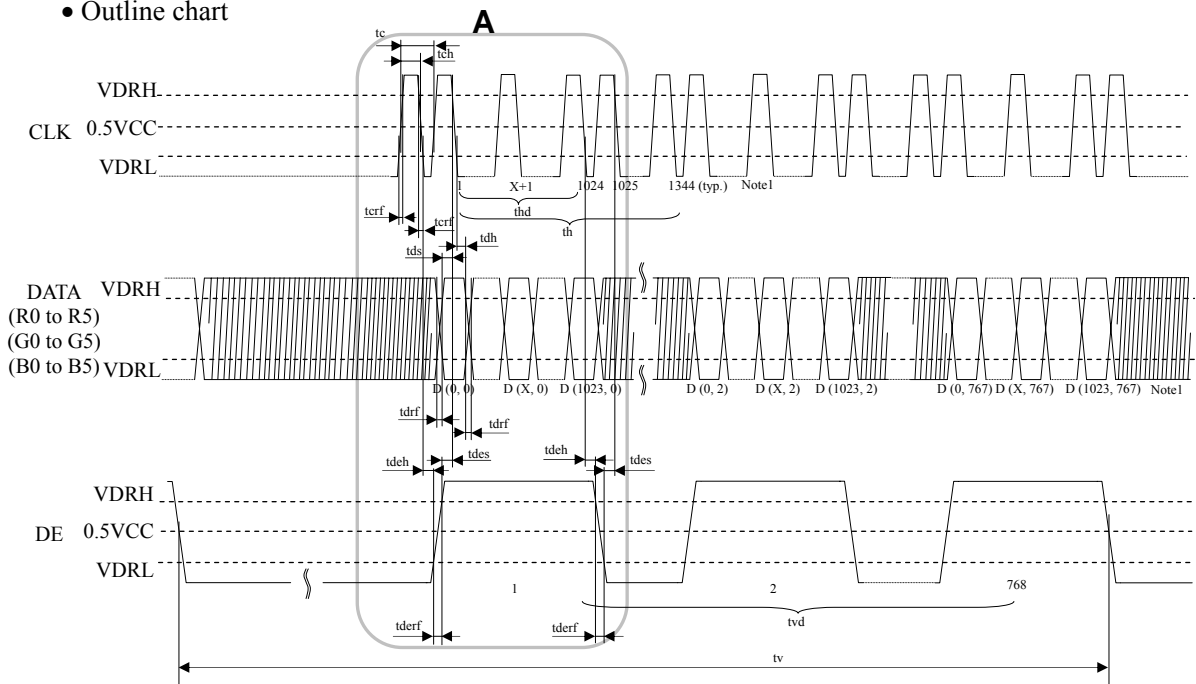 • Outline chart
A
tc
tch
VDRH
CLK 0.5VCC
VDRL
1 X+1 1024 1025 1344 (typ.) Note1
thd
th
tcrf
tcrf
tdh
tds
DATA VDRH
(R0 to R5)
(G0 to G5)
(B0 to B5) VDRL
D (0, 0) D (X, 0) D (1023, 0) D (0, 2) D (X, 2) D (1023, 2) D (0, 767) D (X, 767) D (1023, 767) Note1
tdrf
tdrf
tdeh tdes tdeh tdes
VDRH
DE 0.5VCC
VDRL
1 2 768
tvd
tderf tderf
tv